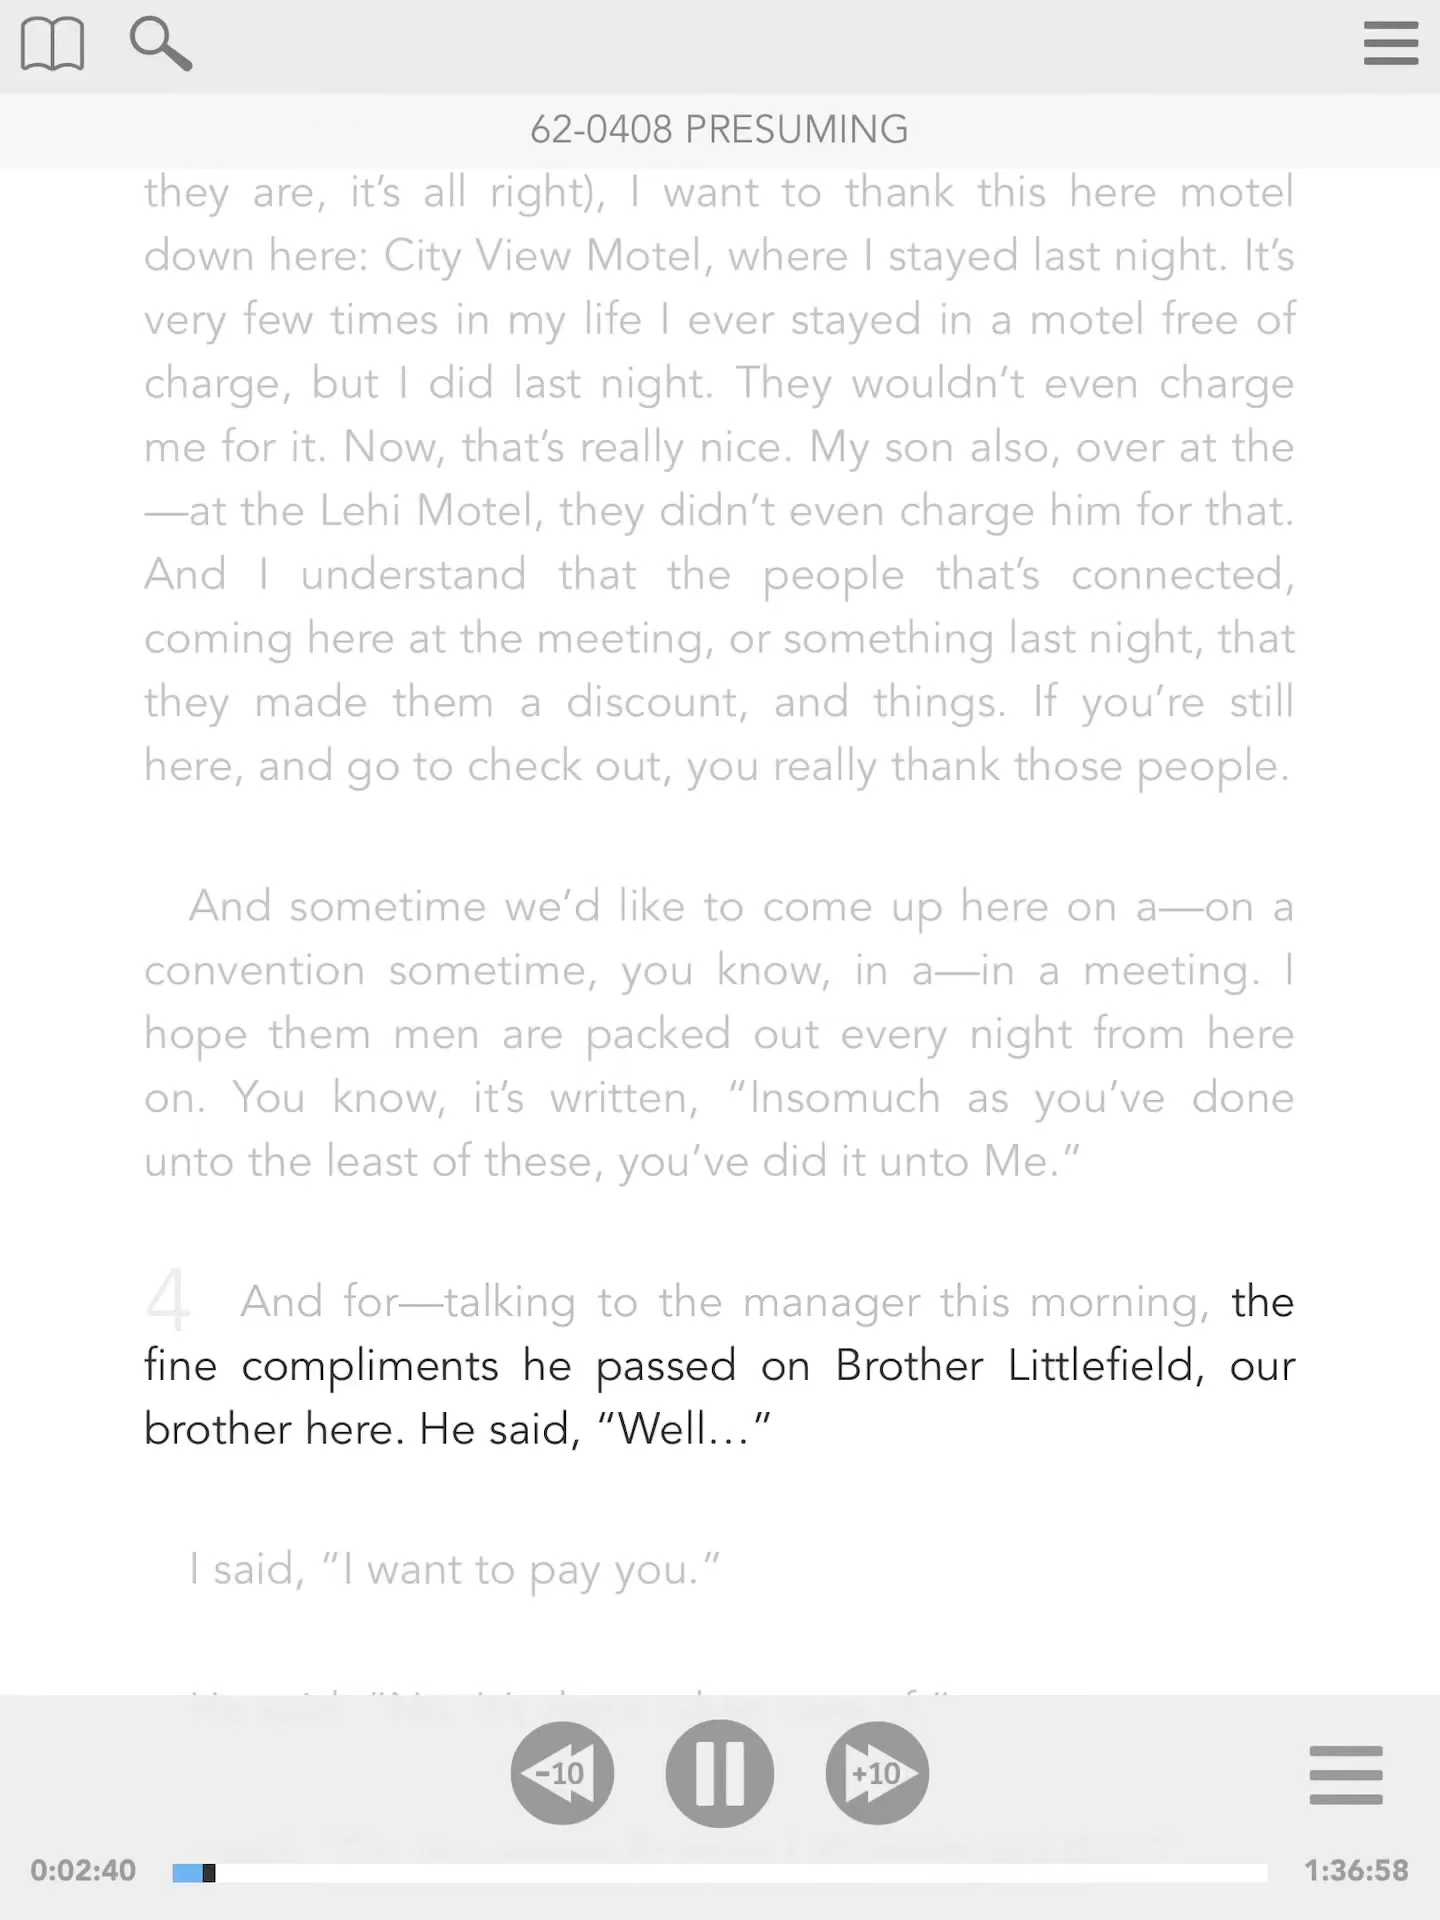 62-0408 PRESUMING
they are, it’s all right), I want to thank this here motel
down here: City View Motel, where I stayed last night. It’s
very few times in my life I ever stayed in a motel free of
charge, but I did last night. They wouldn’t even charge
me for it. Now, that’s really nice. My son also, over at the
—at the Lehi Motel, they didn’t even charge him for that.
And I understand that the people that’s connected,
coming here at the meeting, or something last night, that
they made them a discount, and things. If you’re still
here, and go to check out, you really thank those people.
And sometime we’d like to come up here on a—on a
convention sometime, you know, in a—in a meeting. I
hope them men are packed out every night from here
on. You know, it’s written, “Insomuch as you’ve done
unto the least of these, you’ve did it unto Me.”
4 And for—talking to the manager this morning, the
fine compliments he passed on Brother Littlefield, our
brother here. He said, “Well…”
I said, “I want to pay you.”
-10
+10
0:02:40
1:36:58